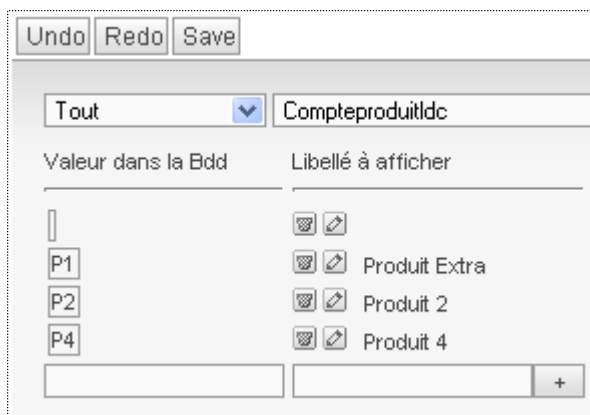 Undo Redo Save
Tout Compteproduitldc
Valeur dans la Bdd Libellé à afficher
P1 Produit Extra
P2 Produit 2
P4 Produit 4
+